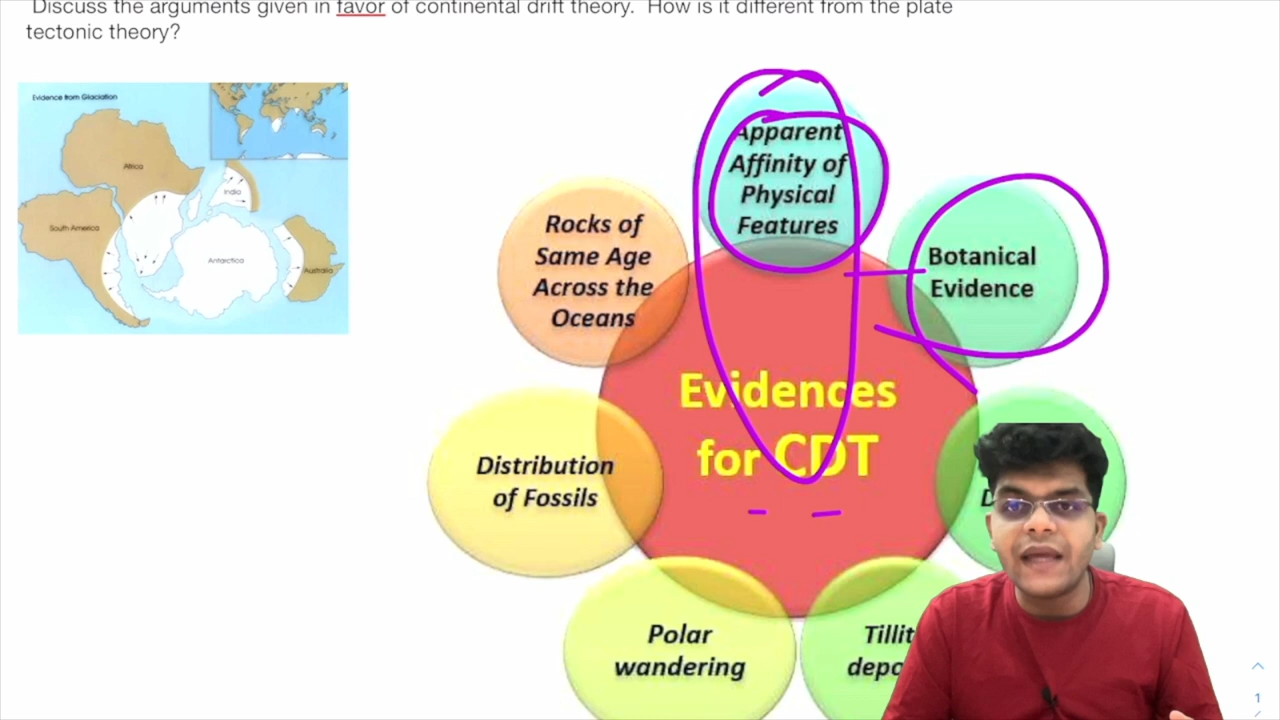 Discuss the arguments given in favor of continental drift theory. How is it different from the plate
tectonic theory?
Evidence from Glaciation
Africa
India
South America
Antarctica
Australia
Apparent
Affinity of
Physical
Features
Rocks of
Same Age
Across the
Oceans
Botanical
Evidence
Evidences
for CDT
Distribution
of Fossils
Polar
wandering
1